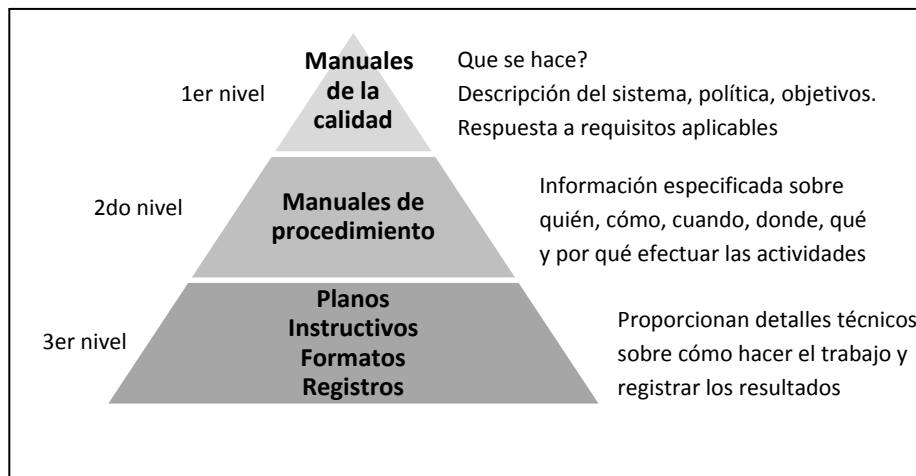 1er nivel
Manuales
de la
calidad
Que se hace?
Descripción del sistema, política, objetivos.
Respuesta a requisitos aplicables
2do nivel
Manuales de
procedimiento
Información especificada sobre
quién, cómo, cuando, donde, qué
y por qué efectuar las actividades
3er nivel
Planos
Instructivos
Formatos
Registros
Proporcionan detalles técnicos
sobre cómo hacer el trabajo y
registrar los resultados